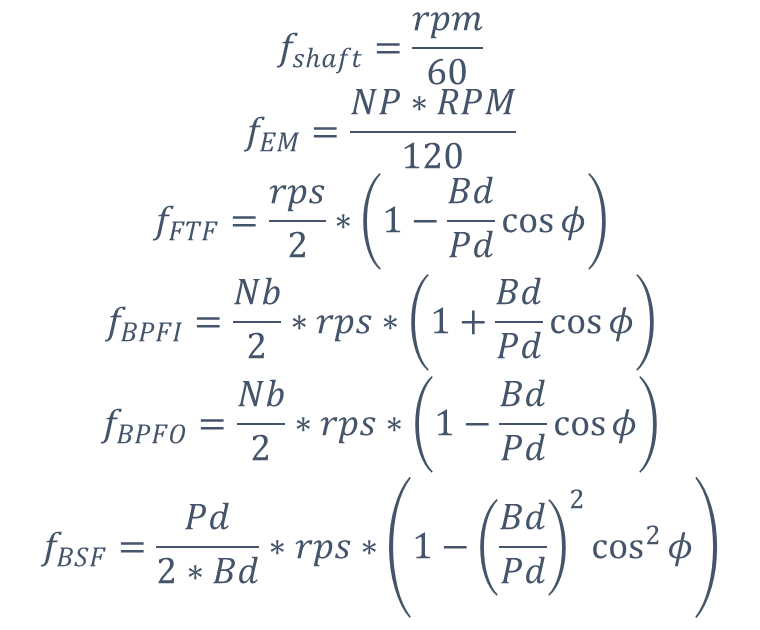 f_shaft = rpm / 60
f_EM = NP * RPM / 120
f_FTF = rps / 2 * (1 − Bd / Pd cos ϕ)
f_BPFI = Nb / 2 * rps * (1 + Bd / Pd cos ϕ)
f_BPFO = Nb / 2 * rps * (1 − Bd / Pd cos ϕ)
f_BSF = Pd / 2 * Bd * rps * (1 − (Bd / Pd)² cos² ϕ)